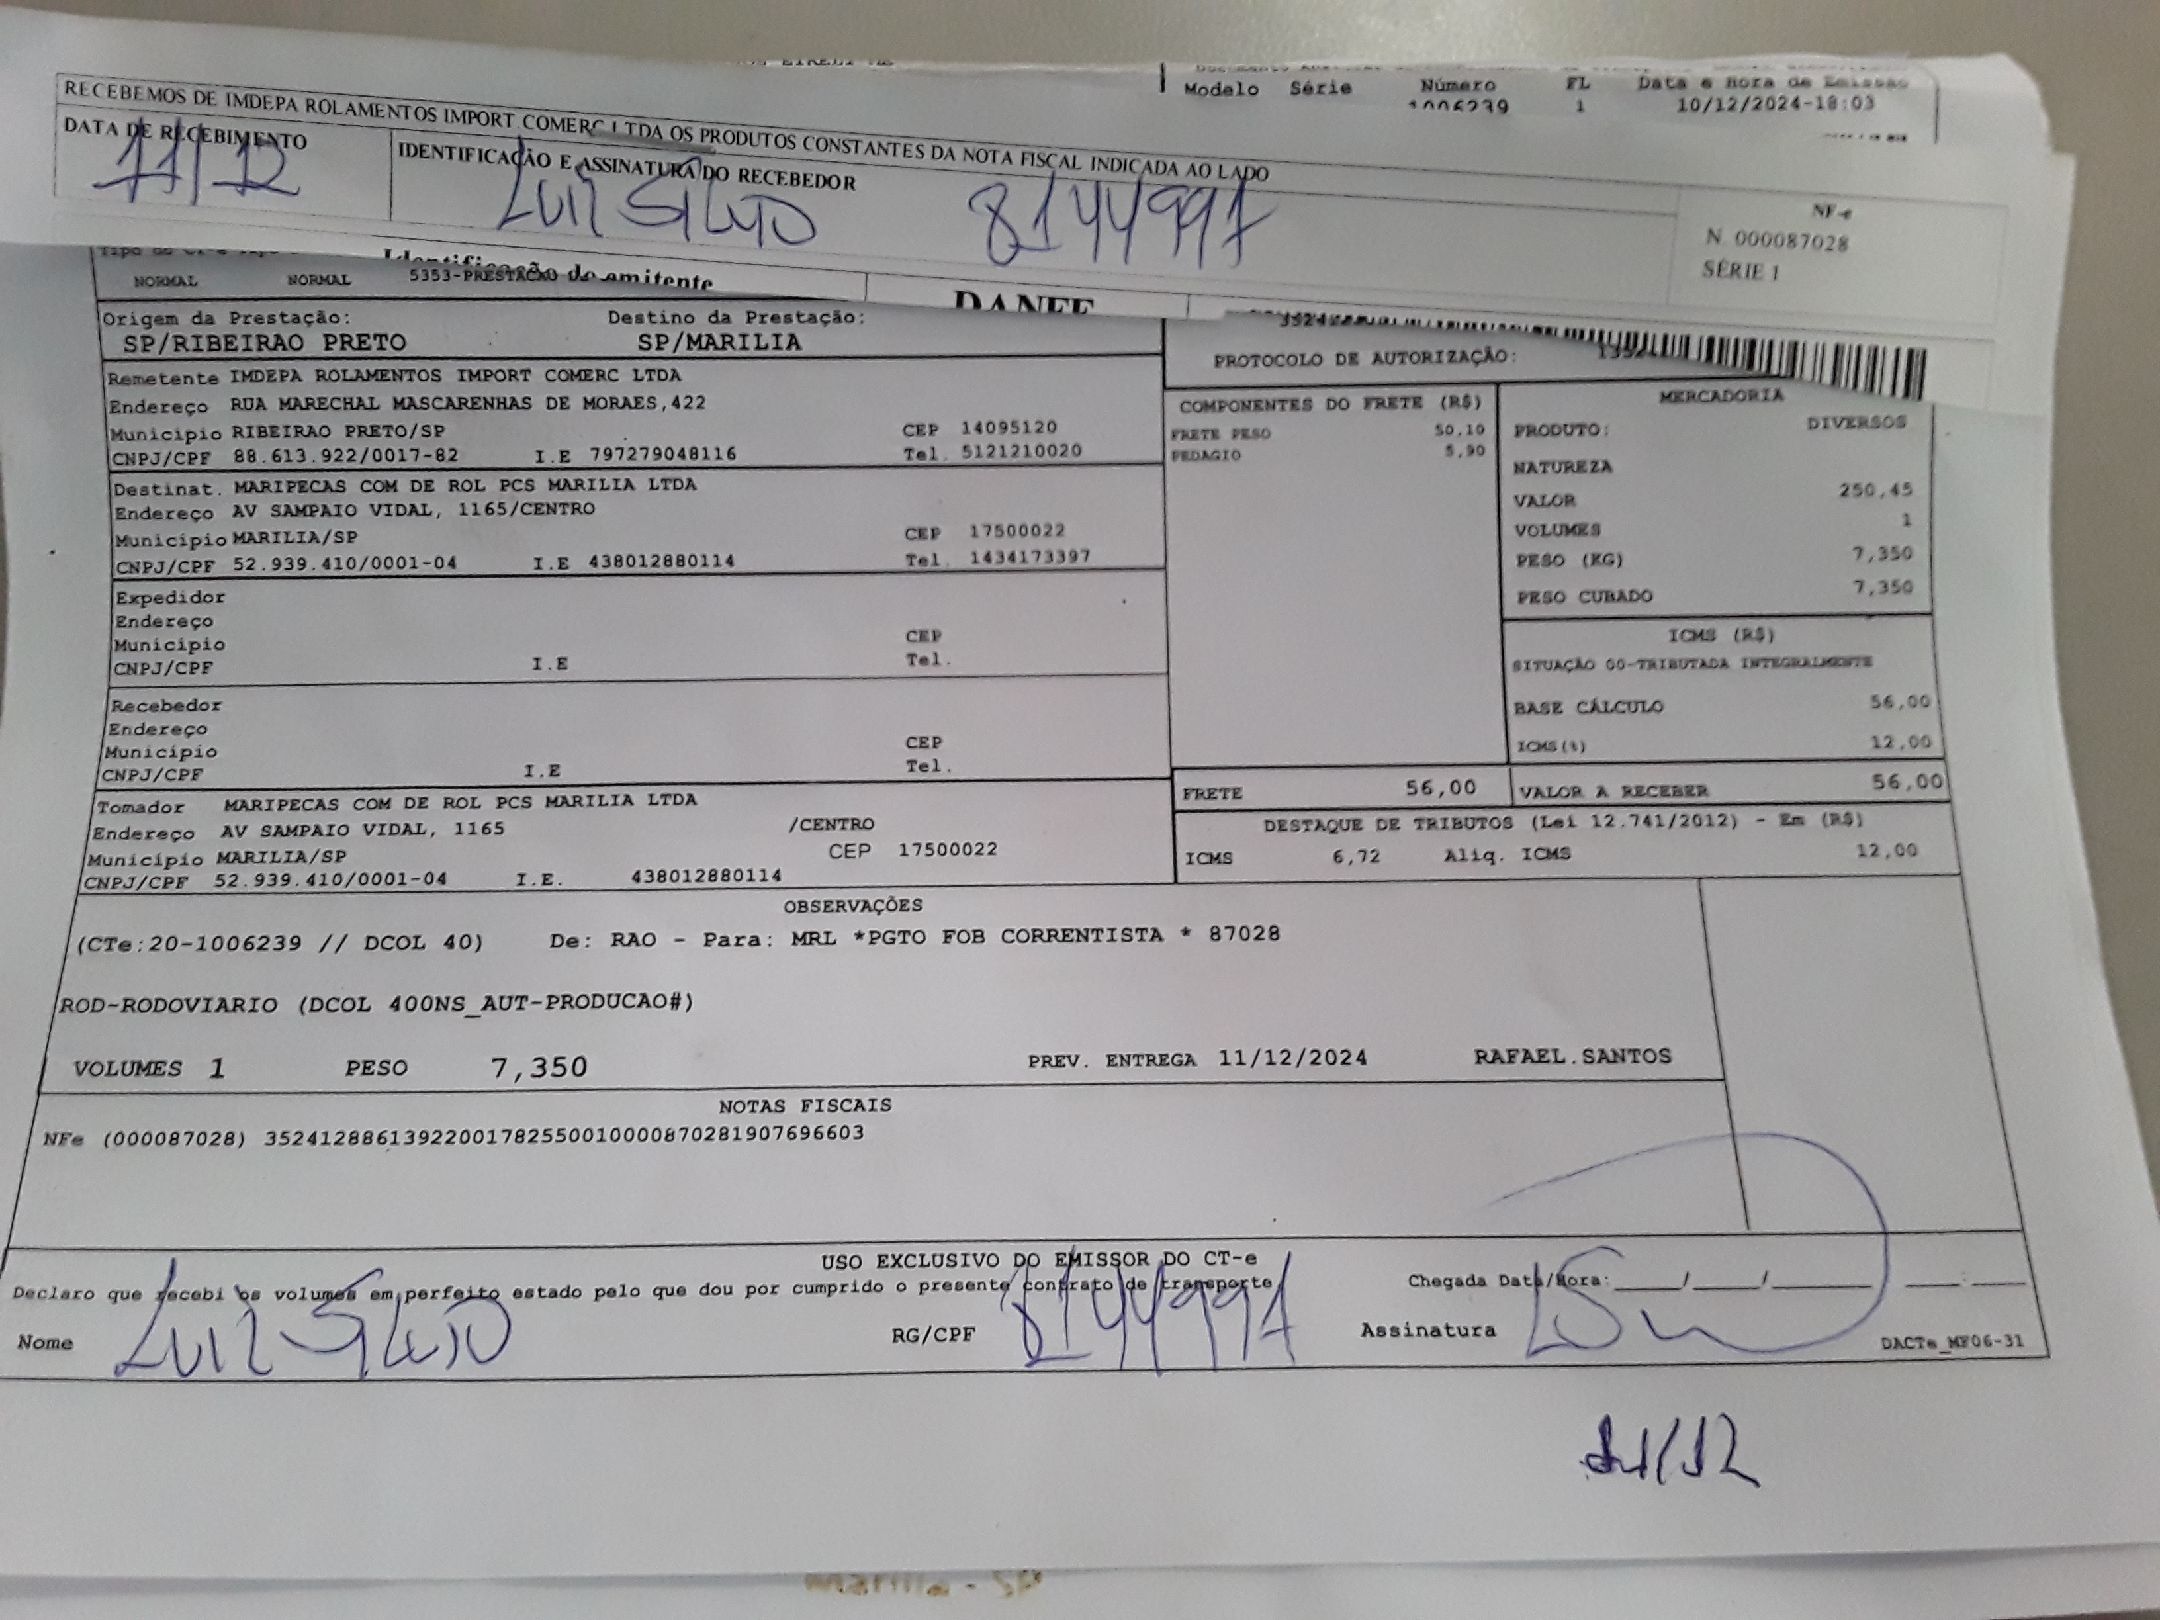 Modelo Série Número FL Data e Hora de Emissão
1006239 1 10/12/2024-18:03
RECEBEMOS DE IMDEPA ROLAMENTOS IMPORT COMERC LTDA OS PRODUTOS CONSTANTES DA NOTA FISCAL INDICADA AO LADO
DATA DE RECEBIMENTO IDENTIFICAÇÃO E ASSINATURA DO RECEBEDOR
11/12 8144997
NF-e
N. 000087028
SÉRIE 1
Identificação do emitente
NORMAL NORMAL 5353-PRESTACAO
DANFE
Origem da Prestação: Destino da Prestação:
SP/RIBEIRAO PRETO SP/MARILIA
PROTOCOLO DE AUTORIZAÇÃO:
Remetente IMDEPA ROLAMENTOS IMPORT COMERC LTDA
Endereço RUA MARECHAL MASCARENHAS DE MORAES,422
Município RIBEIRAO PRETO/SP CEP 14095120
CNPJ/CPF 88.613.922/0017-82 I.E 797279048116 Tel. 5121210020
Destinat. MARIPECAS COM DE ROL PCS MARILIA LTDA
Endereço AV SAMPAIO VIDAL, 1165/CENTRO
Município MARILIA/SP CEP 17500022
CNPJ/CPF 52.939.410/0001-04 I.E 438012880114 Tel. 1434173397
Expedidor
Endereço
Município CEP
CNPJ/CPF I.E Tel.
Recebedor
Endereço
Município CEP
CNPJ/CPF I.E Tel.
Tomador MARIPECAS COM DE ROL PCS MARILIA LTDA
Endereço AV SAMPAIO VIDAL, 1165 /CENTRO
Município MARILIA/SP CEP 17500022
CNPJ/CPF 52.939.410/0001-04 I.E. 438012880114
COMPONENTES DO FRETE (R$)
FRETE PESO 50,10
PEDAGIO 5,90
MERCADORIA
PRODUTO: DIVERSOS
NATUREZA
VALOR 250,45
VOLUMES 1
PESO (KG) 7,350
PESO CUBADO 7,350
ICMS (R$)
SITUAÇÃO 00-TRIBUTADA INTEGRALMENTE
BASE CÁLCULO 56,00
ICMS(%) 12,00
FRETE 56,00 VALOR A RECEBER 56,00
DESTAQUE DE TRIBUTOS (Lei 12.741/2012) - Em (R$)
ICMS 6,72 Aliq. ICMS 12,00
OBSERVAÇÕES
(CTe:20-1006239 // DCOL 40) De: RAO - Para: MRL *PGTO FOB CORRENTISTA * 87028
ROD-RODOVIARIO (DCOL 400NS_AUT-PRODUCAO#)
VOLUMES 1 PESO 7,350 PREV. ENTREGA 11/12/2024 RAFAEL.SANTOS
NOTAS FISCAIS
NFe (000087028) 35241288613922001782550010000870281907696603
USO EXCLUSIVO DO EMISSOR DO CT-e
Declaro que recebi os volumes em perfeito estado pelo que dou por cumprido o presente contrato de transporte
Chegada Data/Hora: ____/____/______ ___:___
Nome RG/CPF 8144997 Assinatura
DACTe_MF06-31
11/12